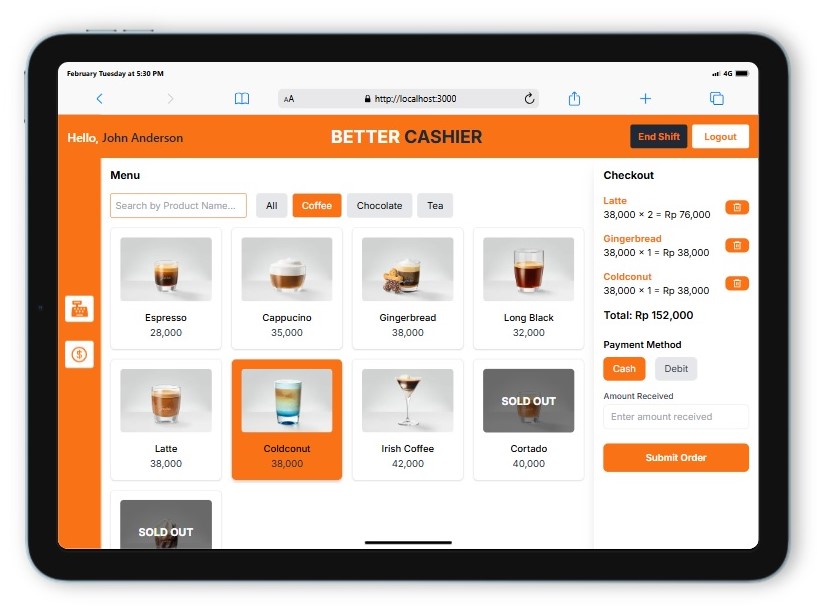 February Tuesday at 5:30 PM
4G
AA
http://localhost:3000
Hello, John Anderson
BETTER CASHIER
End Shift
Logout
Menu
Search by Product Name...
All
Coffee
Chocolate
Tea
Espresso
28,000
Cappucino
35,000
Gingerbread
38,000
Long Black
32,000
Latte
38,000
Coldconut
38,000
Irish Coffee
42,000
SOLD OUT
Cortado
40,000
SOLD OUT
Checkout
Latte
38,000 × 2 = Rp 76,000
Gingerbread
38,000 × 1 = Rp 38,000
Coldconut
38,000 × 1 = Rp 38,000
Total: Rp 152,000
Payment Method
Cash
Debit
Amount Received
Enter amount received
Submit Order